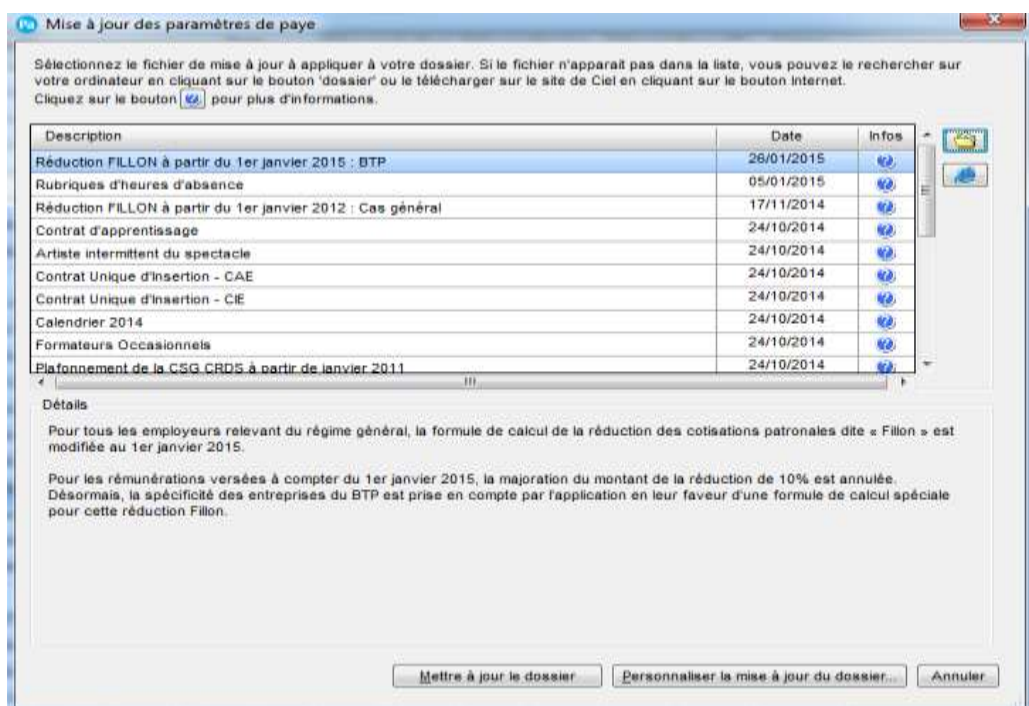 Pa Mise à jour des paramètres de paye
Sélectionnez le fichier de mise à jour à appliquer à votre dossier. Si le fichier n'apparait pas dans la liste, vous pouvez le rechercher sur
votre ordinateur en cliquant sur le bouton 'dossier' ou le télécharger sur le site de Ciel en cliquant sur le bouton Internet.
Cliquez sur le bouton ? pour plus d'informations.
Description Date Infos
Réduction FILLON à partir du 1er janvier 2015 : BTP 26/01/2015 ?
Rubriques d'heures d'absence 05/01/2015 ?
Réduction FILLON à partir du 1er janvier 2012 : Cas général 17/11/2014 ?
Contrat d'apprentissage 24/10/2014 ?
Artiste intermittent du spectacle 24/10/2014 ?
Contrat Unique d'Insertion - CAE 24/10/2014 ?
Contrat Unique d'Insertion - CIE 24/10/2014 ?
Calendrier 2014 24/10/2014 ?
Formateurs Occasionnels 24/10/2014 ?
Plafonnement de la CSG CRDS à partir de janvier 2011 24/10/2014 ?
Détails
Pour tous les employeurs relevant du régime général, la formule de calcul de la réduction des cotisations patronales dite « Fillon » est
modifiée au 1er janvier 2015.
Pour les rémunérations versées à compter du 1er janvier 2015, la majoration du montant de la réduction de 10% est annulée.
Désormais, la spécificité des entreprises du BTP est prise en compte par l'application en leur faveur d'une formule de calcul spéciale
pour cette réduction Fillon.
Mettre à jour le dossier Personnaliser la mise à jour du dossier... Annuler